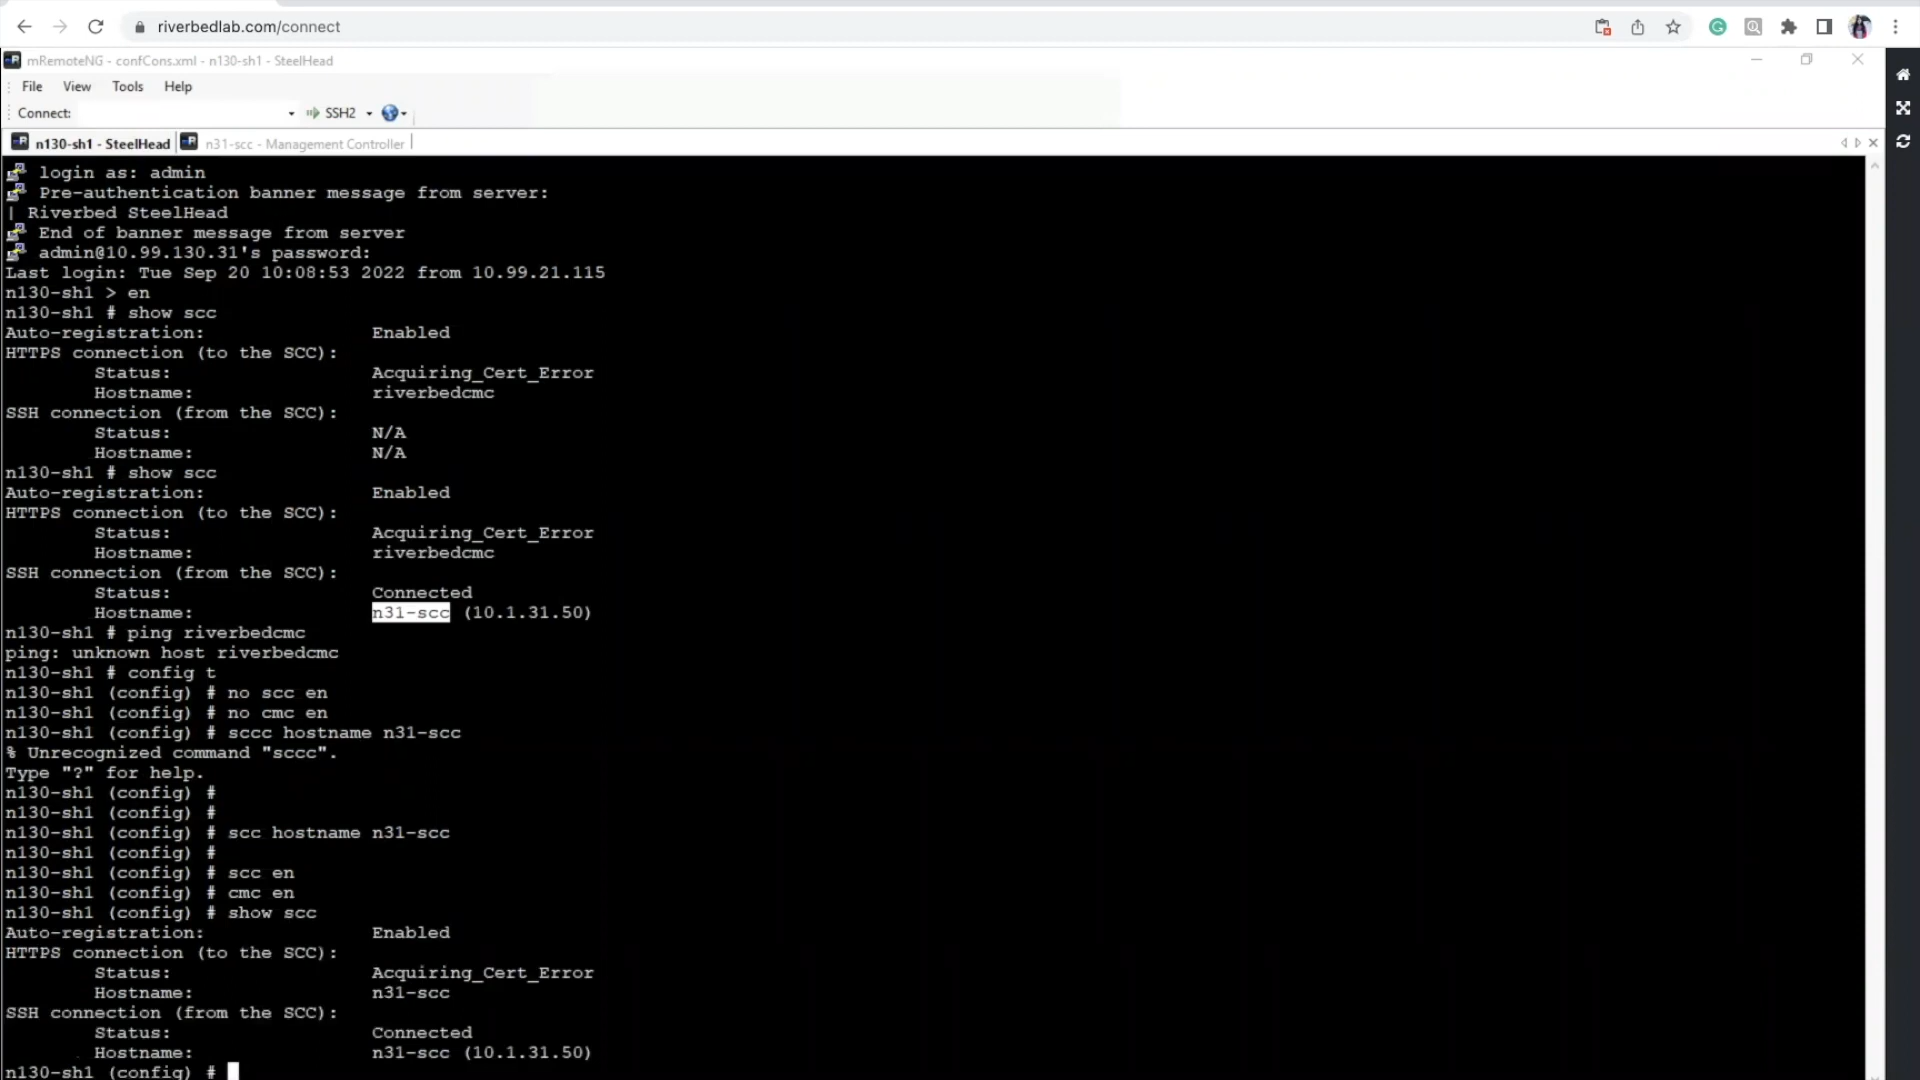 riverbedlab.com/connect
mRemoteNG - confCons.xml - n130-sh1 - SteelHead
File View Tools Help
Connect: SSH2
n130-sh1 - SteelHead n31-scc - Management Controller
login as: admin
Pre-authentication banner message from server:
| Riverbed SteelHead
End of banner message from server
admin@10.99.130.31's password:
Last login: Tue Sep 20 10:08:53 2022 from 10.99.21.115
n130-sh1 > en
n130-sh1 # show scc
Auto-registration: Enabled
HTTPS connection (to the SCC):
Status: Acquiring_Cert_Error
Hostname: riverbedcmc
SSH connection (from the SCC):
Status: N/A
Hostname: N/A
n130-sh1 # show scc
Auto-registration: Enabled
HTTPS connection (to the SCC):
Status: Acquiring_Cert_Error
Hostname: riverbedcmc
SSH connection (from the SCC):
Status: Connected
Hostname: n31-scc (10.1.31.50)
n130-sh1 # ping riverbedcmc
ping: unknown host riverbedcmc
n130-sh1 # config t
n130-sh1 (config) # no scc en
n130-sh1 (config) # no cmc en
n130-sh1 (config) # sccc hostname n31-scc
% Unrecognized command "sccc".
Type "?" for help.
n130-sh1 (config) #
n130-sh1 (config) #
n130-sh1 (config) # scc hostname n31-scc
n130-sh1 (config) #
n130-sh1 (config) # scc en
n130-sh1 (config) # cmc en
n130-sh1 (config) # show scc
Auto-registration: Enabled
HTTPS connection (to the SCC):
Status: Acquiring_Cert_Error
Hostname: n31-scc
SSH connection (from the SCC):
Status: Connected
Hostname: n31-scc (10.1.31.50)
n130-sh1 (config) #